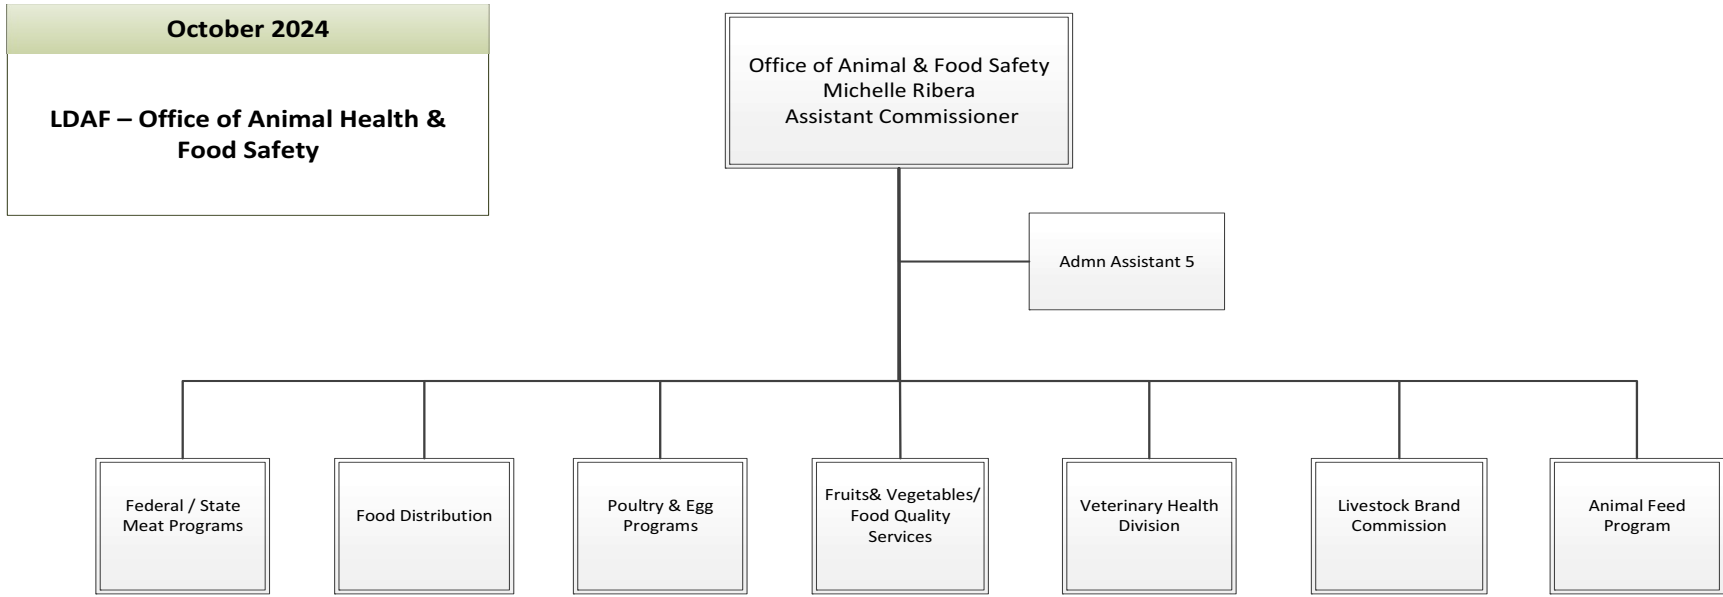 October 2024
LDAF – Office of Animal Health &
Food Safety
Office of Animal & Food Safety
Michelle Ribera
Assistant Commissioner
Admn Assistant 5
Federal / State
Meat Programs
Food Distribution
Poultry & Egg
Programs
Fruits& Vegetables/
Food Quality
Services
Veterinary Health
Division
Livestock Brand
Commission
Animal Feed
Program